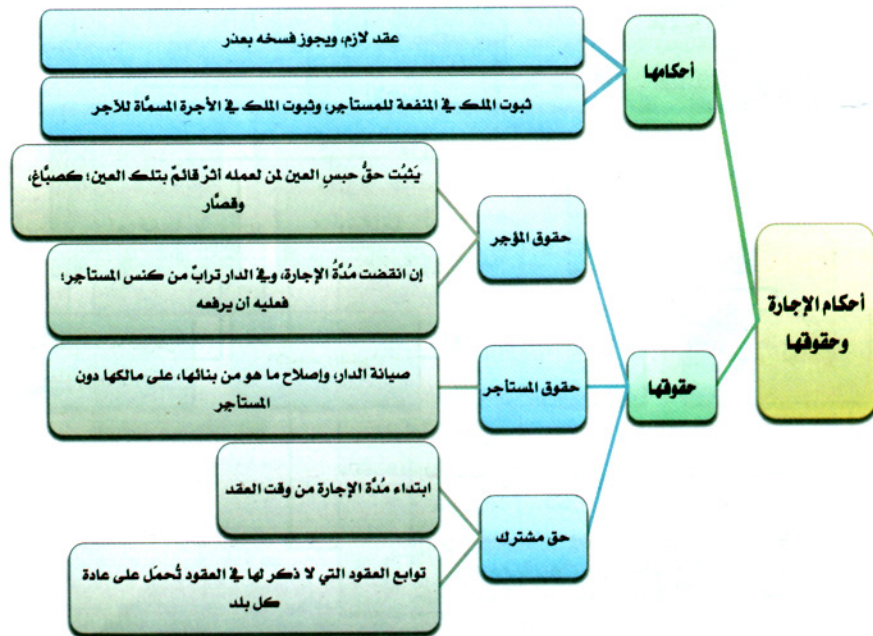 أحكام الإجارة
وحقوقها
أحكامها
عقد لازم، ويجوز فسخه بعذر
ثبوت الملك في المنفعة للمستأجر، وثبوت الملك في الأجرة المسمَّاة للآجر
حقوقها
حقوق المؤجر
يَثبُت حقُّ حبسِ العين لمن لعمله أثرٌ قائمٌ بتلك العين؛ كصبَّاغ،
وقصَّار
إن انقضت مُدَّةُ الإجارة، وفي الدار ترابٌ من كنس المستأجر؛
فعليه أن يرفعه
حقوق المستأجر
صيانة الدار، وإصلاح ما هو من بنائها، على مالكها دون
المستأجر
حق مشترك
ابتداء مُدَّة الإجارة من وقت العقد
توابع العقود التي لا ذكر لها في العقود تُحمَل على عادة
كل بلد